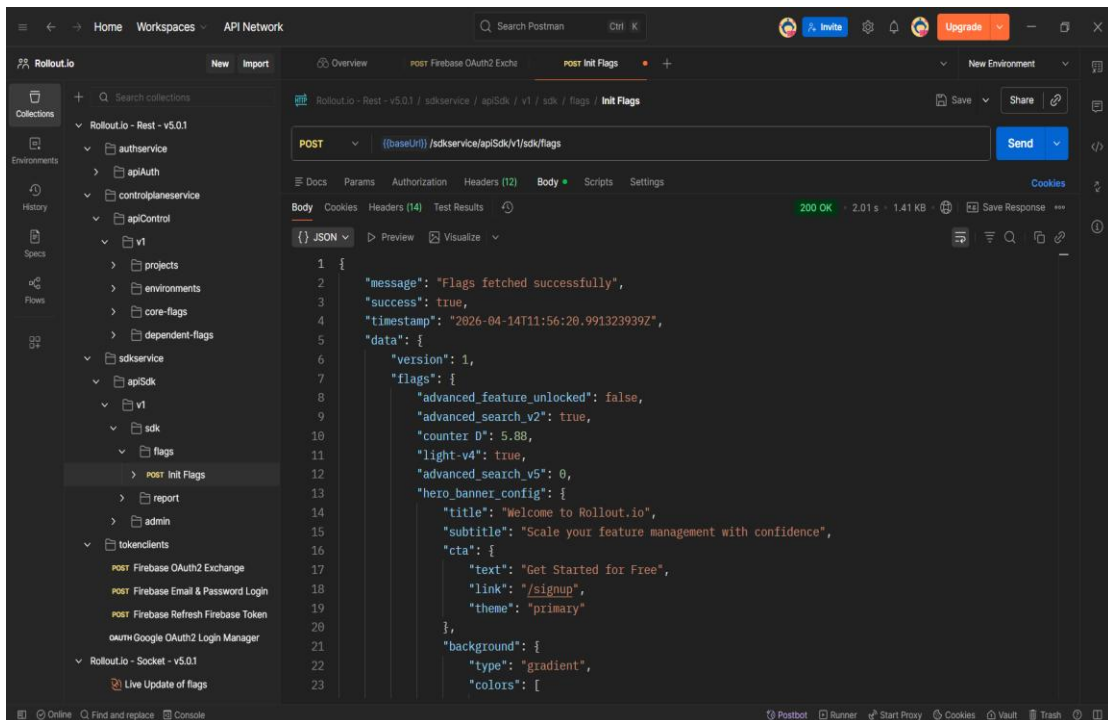 Home Workspaces API Network Search Postman Ctrl K Invite Upgrade
Rollout.io New Import Overview POST Firebase OAuth2 Excha POST Init Flags New Environment
Collections
Environments
History
Specs
Flows
Search collections
Rollout.io - Rest - v5.0.1
authservice
apiAuth
controlplaneservice
apiControl
v1
projects
environments
core-flags
dependent-flags
sdkservice
apiSdk
v1
sdk
flags
POST Init Flags
report
admin
tokenclients
POST Firebase OAuth2 Exchange
POST Firebase Email & Password Login
POST Firebase Refresh Firebase Token
OAUTH Google OAuth2 Login Manager
Rollout.io - Socket - v5.0.1
Live Update of flags
HTTP Rollout.io - Rest - v5.0.1 / sdkservice / apiSdk / v1 / sdk / flags / Init Flags Save Share
POST {{baseUrl}} /sdkservice/apiSdk/v1/sdk/flags Send
Docs Params Authorization Headers (12) Body Scripts Settings Cookies
Body Cookies Headers (14) Test Results 200 OK 2.01 s 1.41 KB Save Response
{} JSON Preview Visualize
1 {
2 "message": "Flags fetched successfully",
3 "success": true,
4 "timestamp": "2026-04-14T11:56:20.991323939Z",
5 "data": {
6 "version": 1,
7 "flags": {
8 "advanced_feature_unlocked": false,
9 "advanced_search_v2": true,
10 "counter D": 5.88,
11 "light-v4": true,
12 "advanced_search_v5": 0,
13 "hero_banner_config": {
14 "title": "Welcome to Rollout.io",
15 "subtitle": "Scale your feature management with confidence",
16 "cta": {
17 "text": "Get Started for Free",
18 "link": "/signup",
19 "theme": "primary"
20 },
21 "background": {
22 "type": "gradient",
23 "colors": [
Online Find and replace Console Postbot Runner Start Proxy Cookies Vault Trash